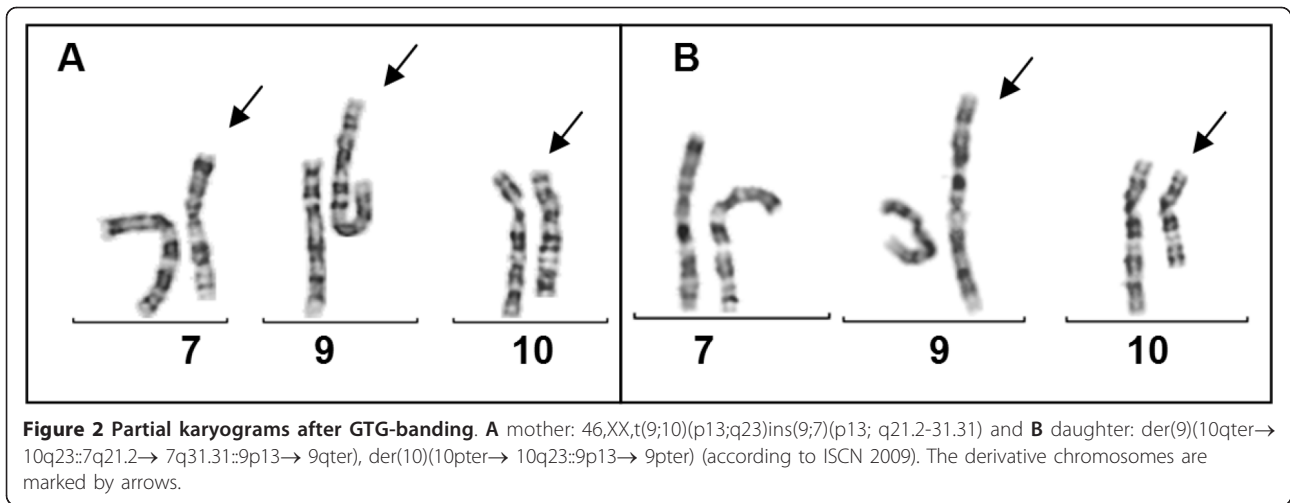 A
B
7
9
10
7
9
10
Figure 2 Partial karyograms after GTG-banding. A mother: 46,XX,t(9;10)(p13;q23)ins(9;7)(p13; q21.2-31.31) and B daughter: der(9)(10qter→
10q23::7q21.2→ 7q31.31::9p13→ 9qter), der(10)(10pter→ 10q23::9p13→ 9pter) (according to ISCN 2009). The derivative chromosomes are
marked by arrows.